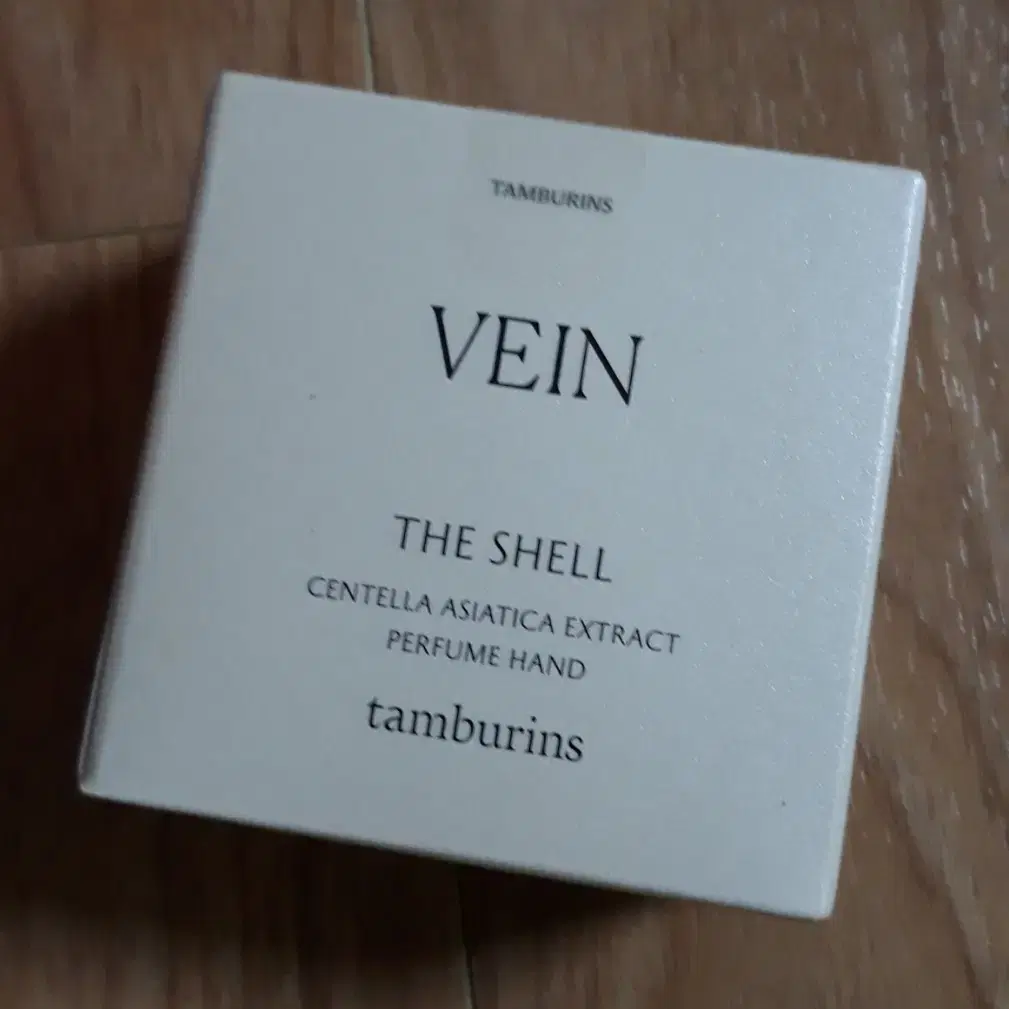 TAMBURINS
VEIN
THE SHELL
CENTELLA ASIATICA EXTRACT
PERFUME HAND
tamburins